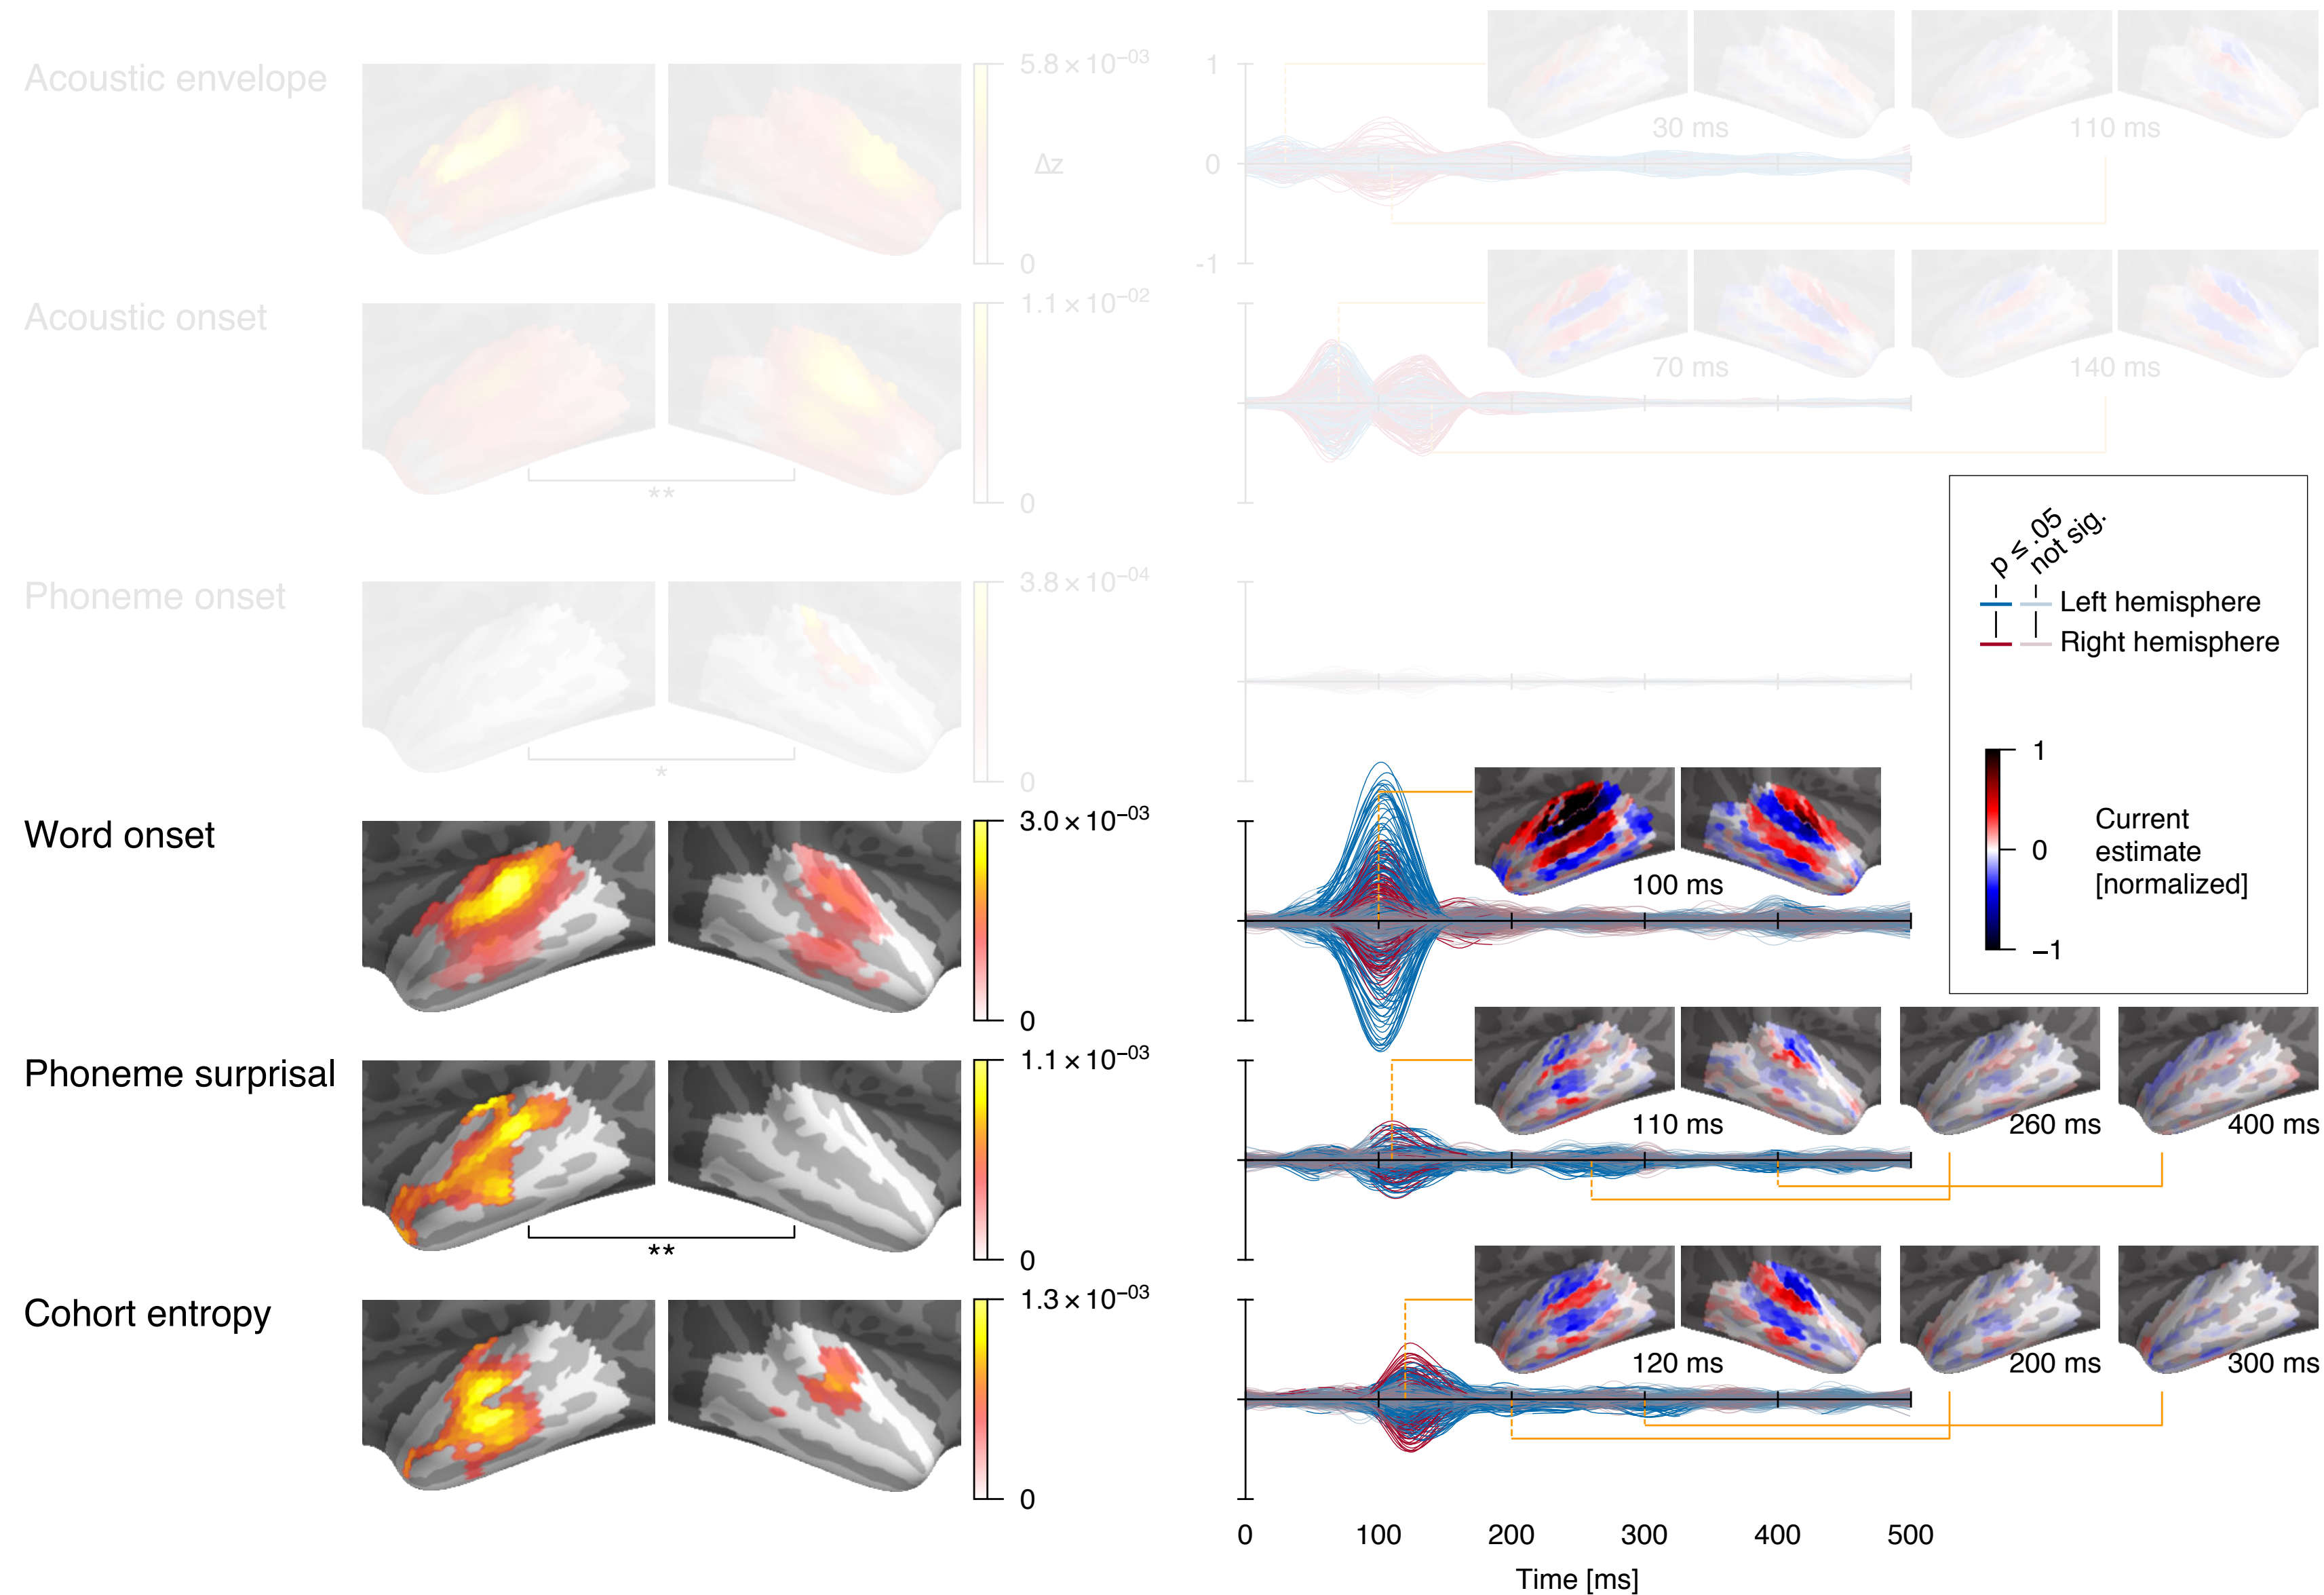 Acoustic envelope
5.8 × 10⁻⁰³
Δz
0
1
0
-1
30 ms
110 ms
Acoustic onset
1.1 × 10⁻⁰²
0
**
70 ms
140 ms
Phoneme onset
3.8 × 10⁻⁰⁴
0
*
p ≤ .05
not sig.
Left hemisphere
Right hemisphere
1
0
−1
Current
estimate
[normalized]
Word onset
3.0 × 10⁻⁰³
0
100 ms
Phoneme surprisal
1.1 × 10⁻⁰³
0
**
110 ms
260 ms
400 ms
Cohort entropy
1.3 × 10⁻⁰³
0
120 ms
200 ms
300 ms
0 100 200 300 400 500
Time [ms]